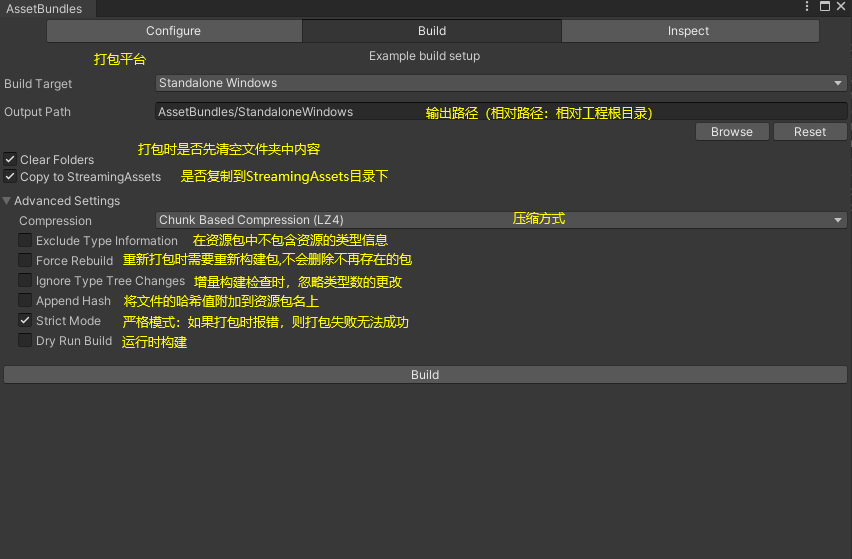 AssetBundles
Configure Build Inspect
打包平台 Example build setup
Build Target Standalone Windows
Output Path AssetBundles/StandaloneWindows 输出路径（相对路径：相对工程根目录）
Browse Reset
打包时是否先清空文件夹中内容
Clear Folders
Copy to StreamingAssets 是否复制到StreamingAssets目录下
Advanced Settings
Compression Chunk Based Compression (LZ4) 压缩方式
Exclude Type Information 在资源包中不包含资源的类型信息
Force Rebuild 重新打包时需要重新构建包,不会删除不再存在的包
Ignore Type Tree Changes 增量构建检查时，忽略类型数的更改
Append Hash 将文件的哈希值附加到资源包名上
Strict Mode 严格模式：如果打包时报错，则打包失败无法成功
Dry Run Build 运行时构建
Build